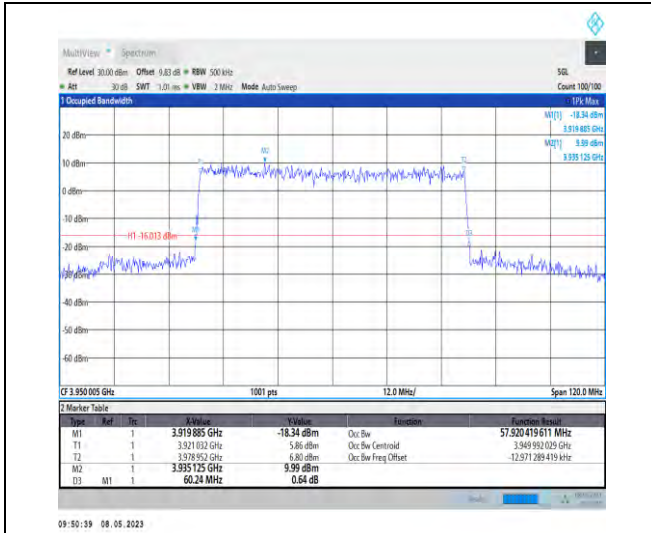 MultiView Spectrum
Ref Level 30.00 dBm Offset 9.83 dB RBW 500 kHz SGL
Att 30 dB SWT 1.01 ms VBW 2 MHz Mode Auto Sweep Count 100/100
1 Occupied Bandwidth 1Pk Max
M1[1] -18.34 dBm
3.919 885 GHz
M2[1] 9.99 dBm
3.935 125 GHz
20 dBm
M2
10 dBm
T1 T2
0 dBm
-10 dBm
M1 D3
H1 -16.013 dBm
-20 dBm
-30 dBm
-40 dBm
-50 dBm
-60 dBm
CF 3.950 005 GHz 1001 pts 12.0 MHz/ Span 120.0 MHz
2 Marker Table
Type Ref Trc X-Value Y-Value Function Function Result
M1 1 3.919 885 GHz -18.34 dBm Occ Bw 57.920 419 611 MHz
T1 1 3.921 032 GHz 5.86 dBm Occ Bw Centroid 3.949 992 029 GHz
T2 1 3.978 952 GHz 6.80 dBm Occ Bw Freq Offset -12.971 289 419 kHz
M2 1 3.935 125 GHz 9.99 dBm
D3 M1 1 60.24 MHz 0.64 dB
09:50:39 08.05.2023